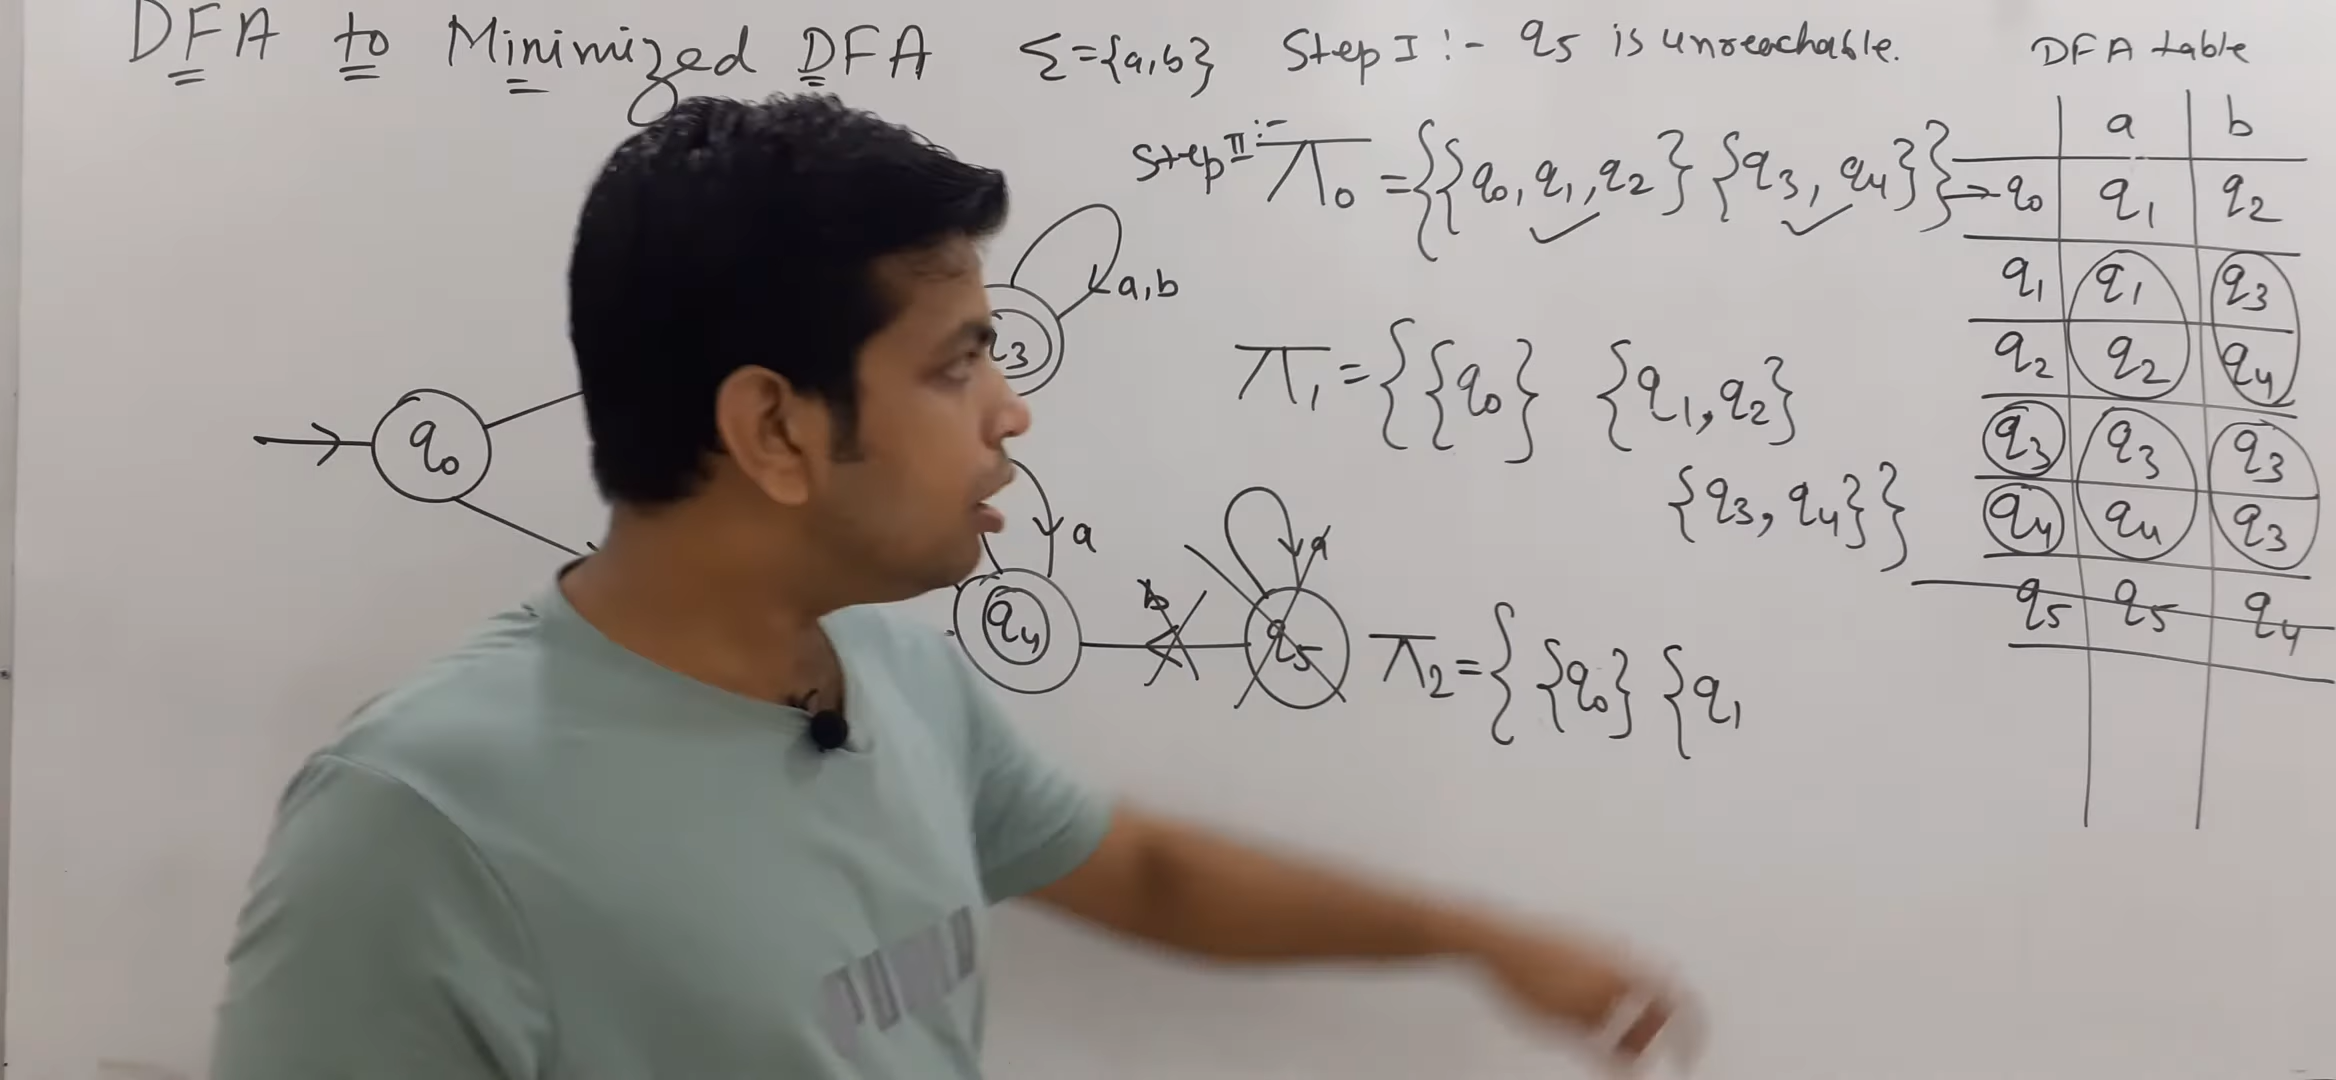 DFA to Minimized DFA Σ={a,b} Step I :- q5 is unreachable.
DFA table
a b
→q0 q1 q2
q1 q1 q3
q2 q2 q4
q3 q3 q3
q4 q4 q3
q5 q5 q4
Step II :- π0 ={{q0, q1, q2} {q3, q4}}
π1={{q0} {q1, q2}
{q3, q4}}
π2={{q0} {q1
q0
a,b
a
q4
b
a
q5